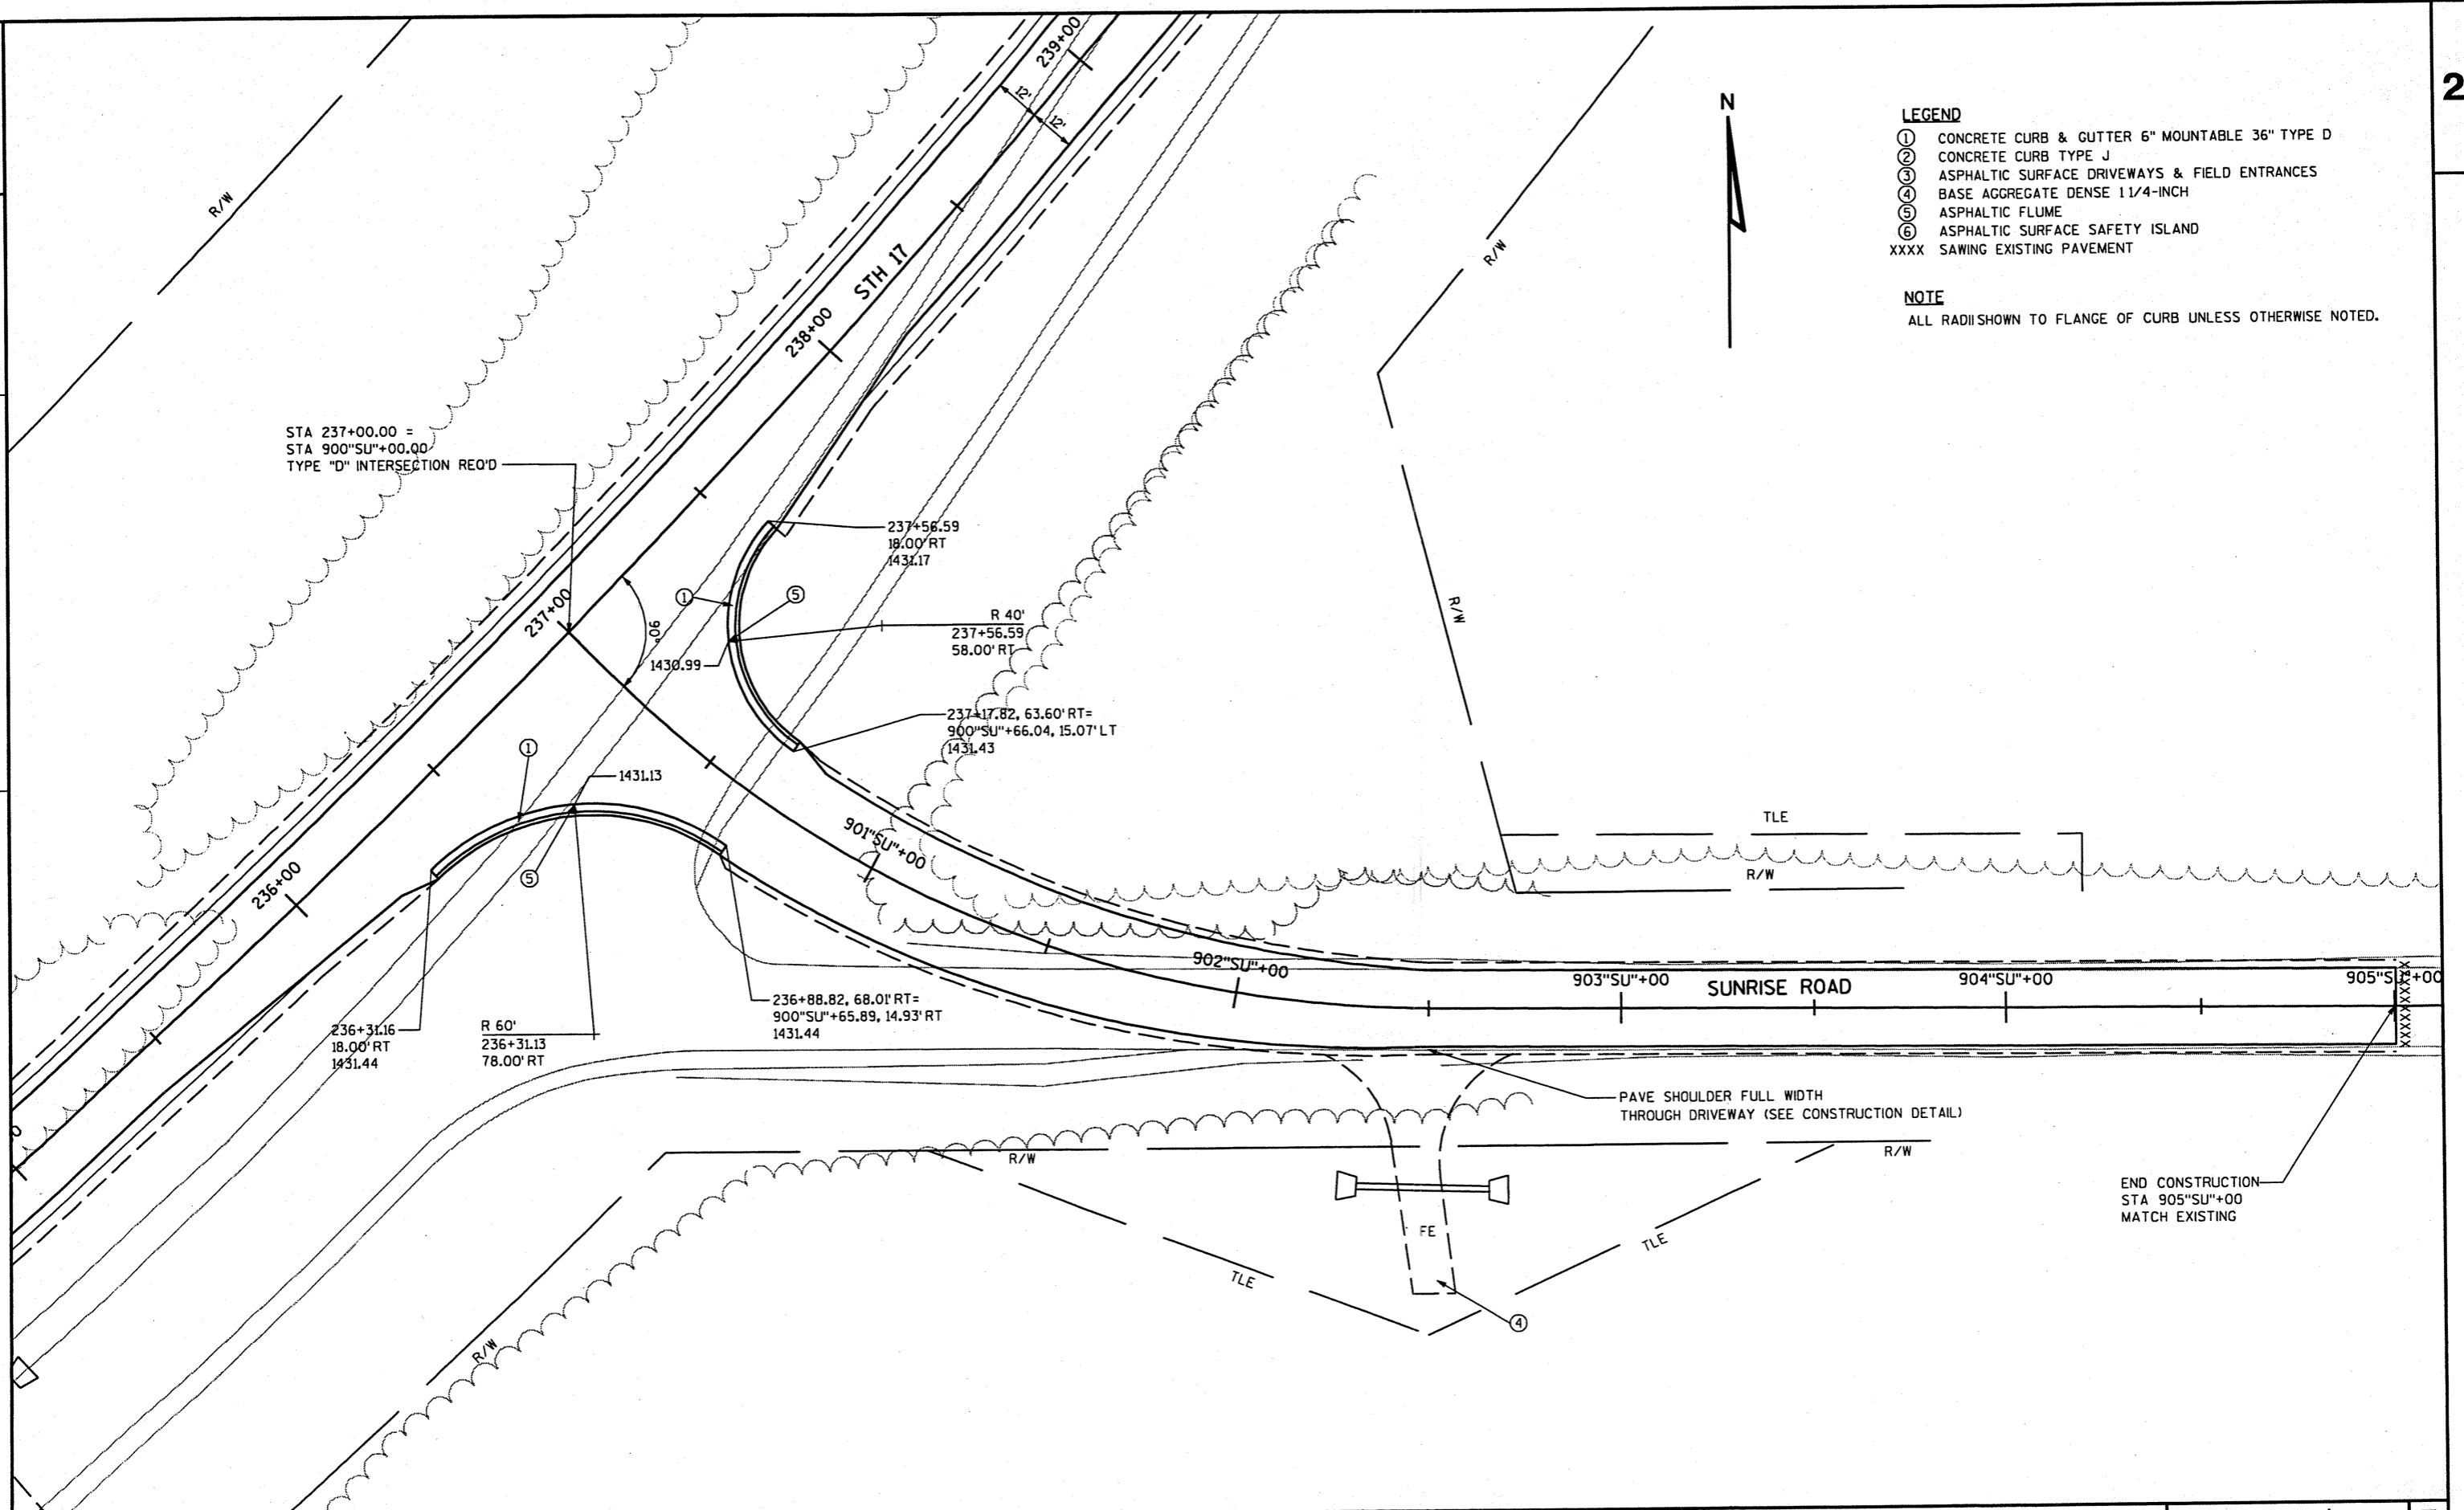 2
239+00
12'
12'
N
LEGEND
① CONCRETE CURB & GUTTER 6" MOUNTABLE 36" TYPE D
② CONCRETE CURB TYPE J
③ ASPHALTIC SURFACE DRIVEWAYS & FIELD ENTRANCES
④ BASE AGGREGATE DENSE 1 1/4-INCH
⑤ ASPHALTIC FLUME
⑥ ASPHALTIC SURFACE SAFETY ISLAND
XXXX SAWING EXISTING PAVEMENT
NOTE
ALL RADII SHOWN TO FLANGE OF CURB UNLESS OTHERWISE NOTED.
R/W
R/W
STH 17
238+00
STA 237+00.00 =
STA 900"SU"+00.00
TYPE "D" INTERSECTION REQ'D
237+56.59
18.00' RT
1431.17
237+00
90°
①
⑤
R 40'
237+56.59
58.00' RT
1430.99
R/W
237+17.82, 63.60' RT=
900"SU"+66.04, 15.07' LT
1431.43
①
1431.13
⑤
901"SU"+00
TLE
R/W
236+00
902"SU"+00
903"SU"+00
SUNRISE ROAD
904"SU"+00
905"SU"+00
XXXXXXXXX
236+31.16
18.00' RT
1431.44
R 60'
236+31.13
78.00' RT
236+88.82, 68.01' RT=
900"SU"+65.89, 14.93' RT
1431.44
PAVE SHOULDER FULL WIDTH
THROUGH DRIVEWAY (SEE CONSTRUCTION DETAIL)
R/W
R/W
END CONSTRUCTION
STA 905"SU"+00
MATCH EXISTING
FE
TLE
TLE
④
R/W